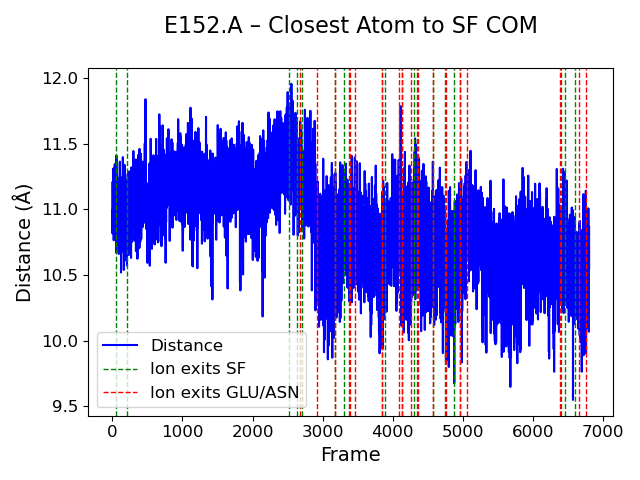 E152.A – Closest Atom to SF COM
12.0
11.5
11.0
10.5
10.0
9.5
Distance (Å)
Distance
Ion exits SF
Ion exits GLU/ASN
0
1000
2000
3000
4000
5000
6000
7000
Frame